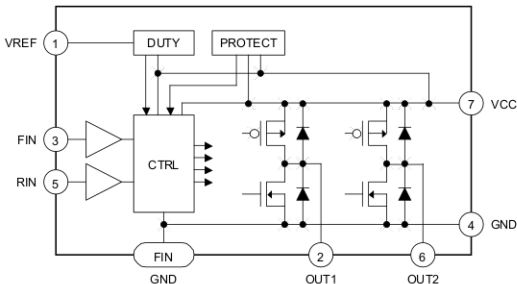 VREF 1 DUTY PROTECT
7 VCC
FIN 3
CTRL
RIN 5
4 GND
FIN 2 6
GND OUT1 OUT2